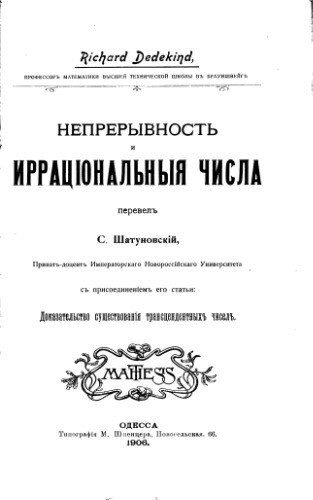 Richard Dedekind,
ПРОФЕССОРЪ МАТЕМАТИКИ ВЫСШЕЙ ТЕХНИЧЕСКОЙ ШКОЛЫ ВЪ БРАУНШВЕЙГѢ
НЕПРЕРЫВНОСТЬ
и
ИРРАЦІОНАЛЬНЫЯ ЧИСЛА
перевелъ
С. Шатуновскій,
Приватъ-доцентъ Императорскаго Новороссійскаго Университета
съ присоединеніемъ его статьи:
Доказательство существованія трансцендентныхъ чиселъ.
MATHESIS
ОДЕССА
Типографія М. Шпенцера, Новосельская, 66.
1906.